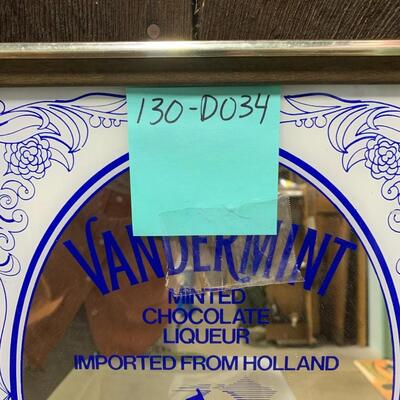 130-D034
VANDERMINT
MINTED
CHOCOLATE
LIQUEUR
IMPORTED FROM HOLLAND